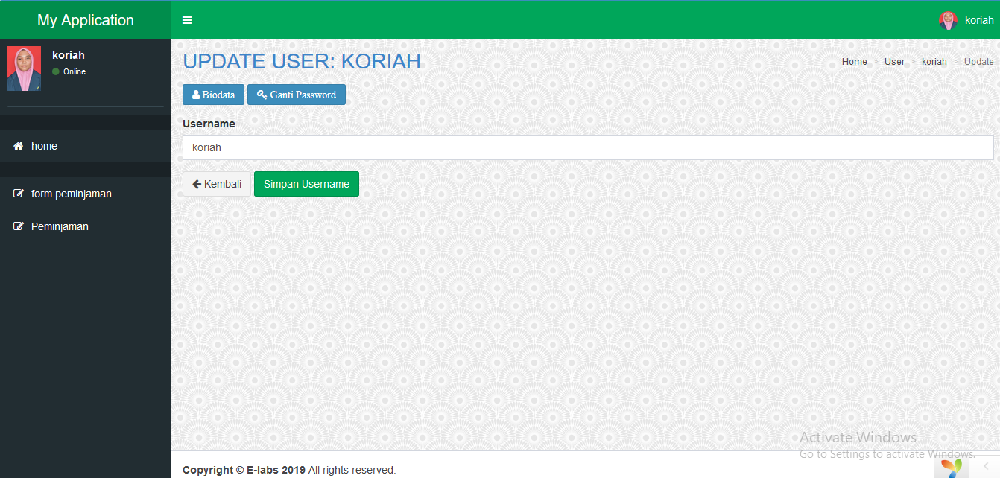 My Application
koriah
koriah
Online
UPDATE USER: KORIAH
Home > User > koriah > Update
Biodata
Ganti Password
Username
koriah
home
Kembali
Simpan Username
form peminjaman
Peminjaman
Activate Windows
Go to Settings to activate Windows.
Copyright © E-labs 2019 All rights reserved.